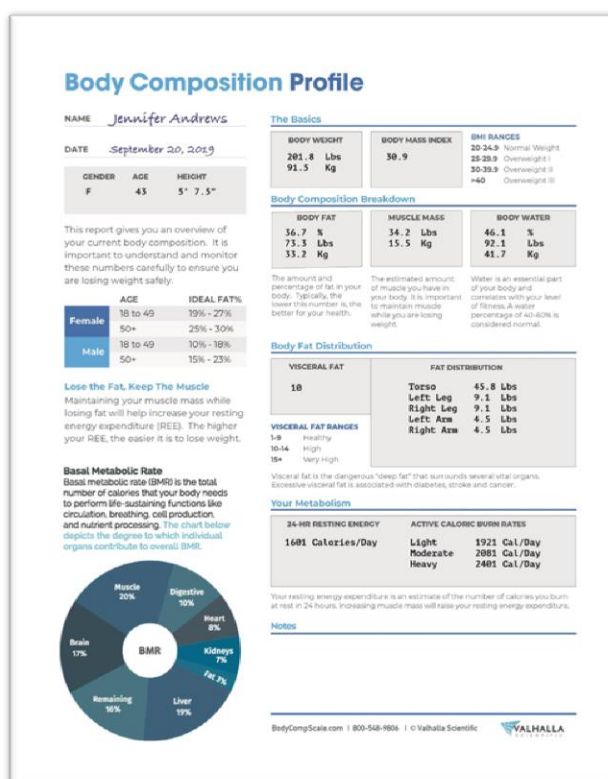 Body Composition Profile
NAME Jennifer Andrews
DATE September 20, 2019
GENDER AGE HEIGHT
F 43 5' 7.5"
This report gives you an overview of
your current body composition. It is
important to understand and monitor
these numbers carefully to ensure you
are losing weight safely.
AGE IDEAL FAT%
Female
18 to 49 19% - 27%
50+ 25% - 30%
Male
18 to 49 10% - 18%
50+ 15% - 23%
Lose the Fat, Keep The Muscle
Maintaining your muscle mass while
losing fat will help increase your resting
energy expenditure (REE). The higher
your REE, the easier it is to lose weight.
Basal Metabolic Rate
Basal metabolic rate (BMR) is the total
number of calories that your body needs
to perform life-sustaining functions like
circulation, breathing, cell production,
and nutrient processing. The chart below
depicts the degree to which individual
organs contribute to overall BMR.
Muscle
20%
Digestive
10%
Heart
8%
Kidneys
7%
Fat 3%
Liver
19%
Remaining
16%
Brain
17%
BMR
The Basics
BODY WEIGHT
201.8 Lbs
91.5 Kg
BODY MASS INDEX
30.9
BMI RANGES
20-24.9 Normal Weight
25-29.9 Overweight I
30-39.9 Overweight II
>40 Overweight III
Body Composition Breakdown
BODY FAT
36.7 %
73.3 Lbs
33.2 Kg
MUSCLE MASS
34.2 Lbs
15.5 Kg
BODY WATER
46.1 %
92.1 Lbs
41.7 Kg
The amount and
percentage of fat in your
body. Typically, the
lower this number is, the
better for your health.
The estimated amount
of muscle you have in
your body. It is important
to maintain muscle
while you are losing
weight.
Water is an essential part
of your body and
correlates with your level
of fitness. A water
percentage of 40-60% is
considered normal.
Body Fat Distribution
VISCERAL FAT
10
VISCERAL FAT RANGES
1-9 Healthy
10-14 High
15+ Very High
FAT DISTRIBUTION
Torso 45.8 Lbs
Left Leg 9.1 Lbs
Right Leg 9.1 Lbs
Left Arm 4.5 Lbs
Right Arm 4.5 Lbs
Visceral fat is the dangerous "deep fat" that surrounds several vital organs.
Excessive visceral fat is associated with diabetes, stroke and cancer.
Your Metabolism
24-HR RESTING ENERGY
1601 Calories/Day
ACTIVE CALORIC BURN RATES
Light 1921 Cal/Day
Moderate 2081 Cal/Day
Heavy 2401 Cal/Day
Your resting energy expenditure is an estimate of the number of calories you burn
at rest in 24 hours. Increasing muscle mass will raise your resting energy expenditure.
Notes
BodyCompScale.com | 800-548-9806 | © Valhalla Scientific
VALHALLA
SCIENTIFIC